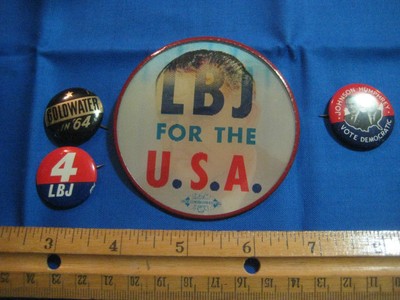 GOLDWATER
IN '64
4
LBJ
LBJ
FOR THE
U.S.A.
JOHNSON HUMPHREY
VOTE DEMOCRATIC
3 4 5 6 7